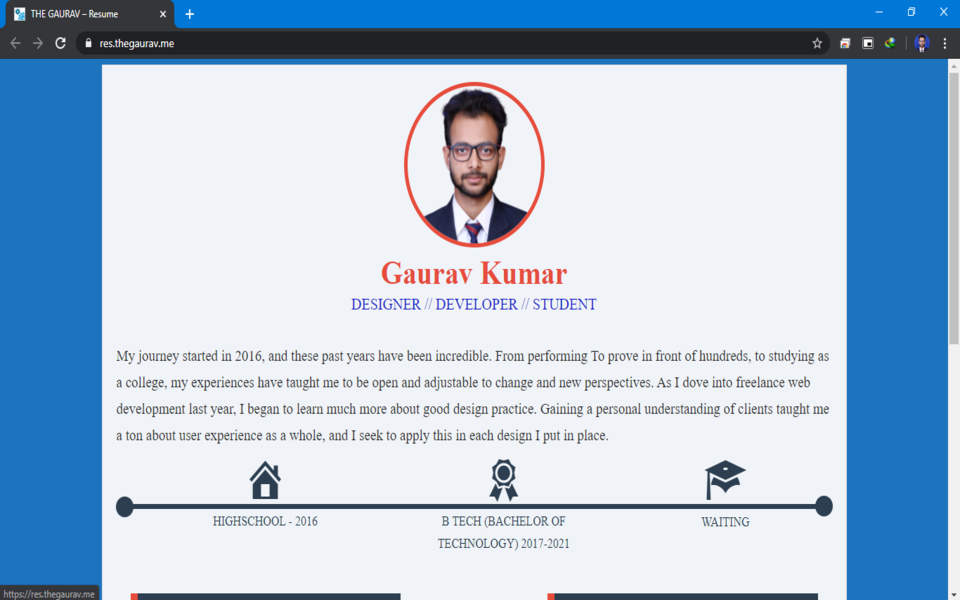 THE GAURAV – Resume
res.thegaurav.me
Gaurav Kumar
DESIGNER // DEVELOPER // STUDENT
My journey started in 2016, and these past years have been incredible. From performing To prove in front of hundreds, to studying as
a college, my experiences have taught me to be open and adjustable to change and new perspectives. As I dove into freelance web
development last year, I began to learn much more about good design practice. Gaining a personal understanding of clients taught me
a ton about user experience as a whole, and I seek to apply this in each design I put in place.
HIGHSCHOOL - 2016
B TECH (BACHELOR OF
TECHNOLOGY) 2017-2021
WAITING
https://res.thegaurav.me